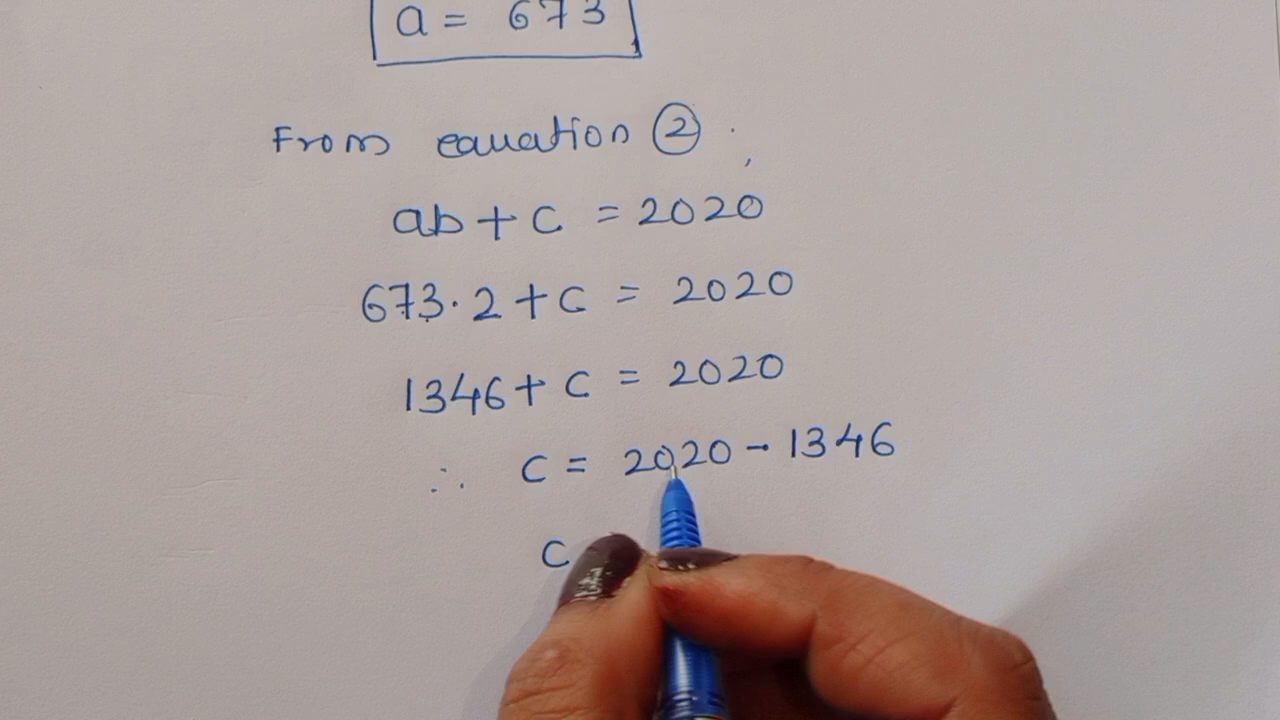 a = 673
From equation ② .,
ab + c = 2020
673.2 + c = 2020
1346 + c = 2020
∴ c = 2020 - 1346
c